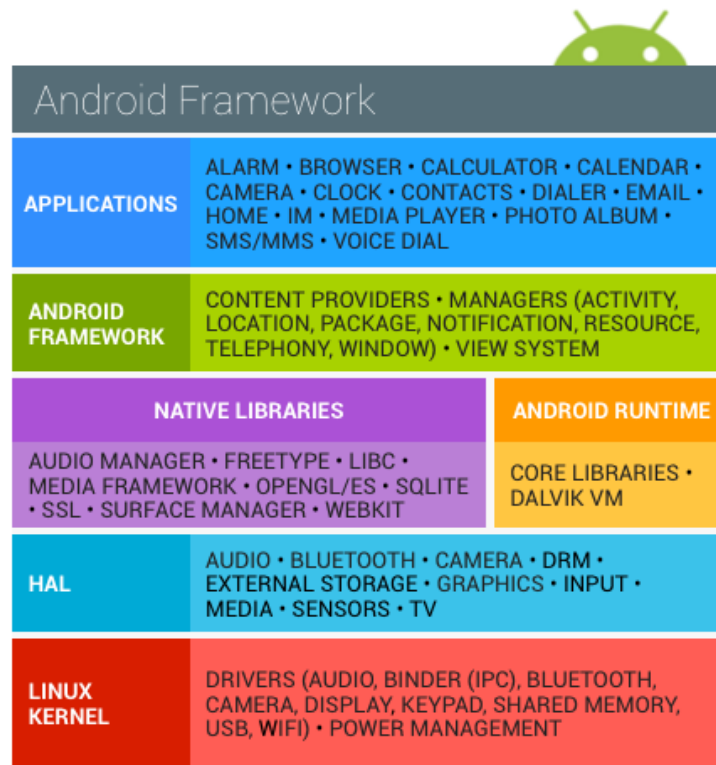 Android Framework
APPLICATIONS
ALARM • BROWSER • CALCULATOR • CALENDAR •
CAMERA • CLOCK • CONTACTS • DIALER • EMAIL •
HOME • IM • MEDIA PLAYER • PHOTO ALBUM •
SMS/MMS • VOICE DIAL
ANDROID
FRAMEWORK
CONTENT PROVIDERS • MANAGERS (ACTIVITY,
LOCATION, PACKAGE, NOTIFICATION, RESOURCE,
TELEPHONY, WINDOW) • VIEW SYSTEM
NATIVE LIBRARIES
AUDIO MANAGER • FREETYPE • LIBC •
MEDIA FRAMEWORK • OPENGL/ES • SQLITE
• SSL • SURFACE MANAGER • WEBKIT
ANDROID RUNTIME
CORE LIBRARIES •
DALVIK VM
HAL
AUDIO • BLUETOOTH • CAMERA • DRM •
EXTERNAL STORAGE • GRAPHICS • INPUT •
MEDIA • SENSORS • TV
LINUX
KERNEL
DRIVERS (AUDIO, BINDER (IPC), BLUETOOTH,
CAMERA, DISPLAY, KEYPAD, SHARED MEMORY,
USB, WIFI) • POWER MANAGEMENT